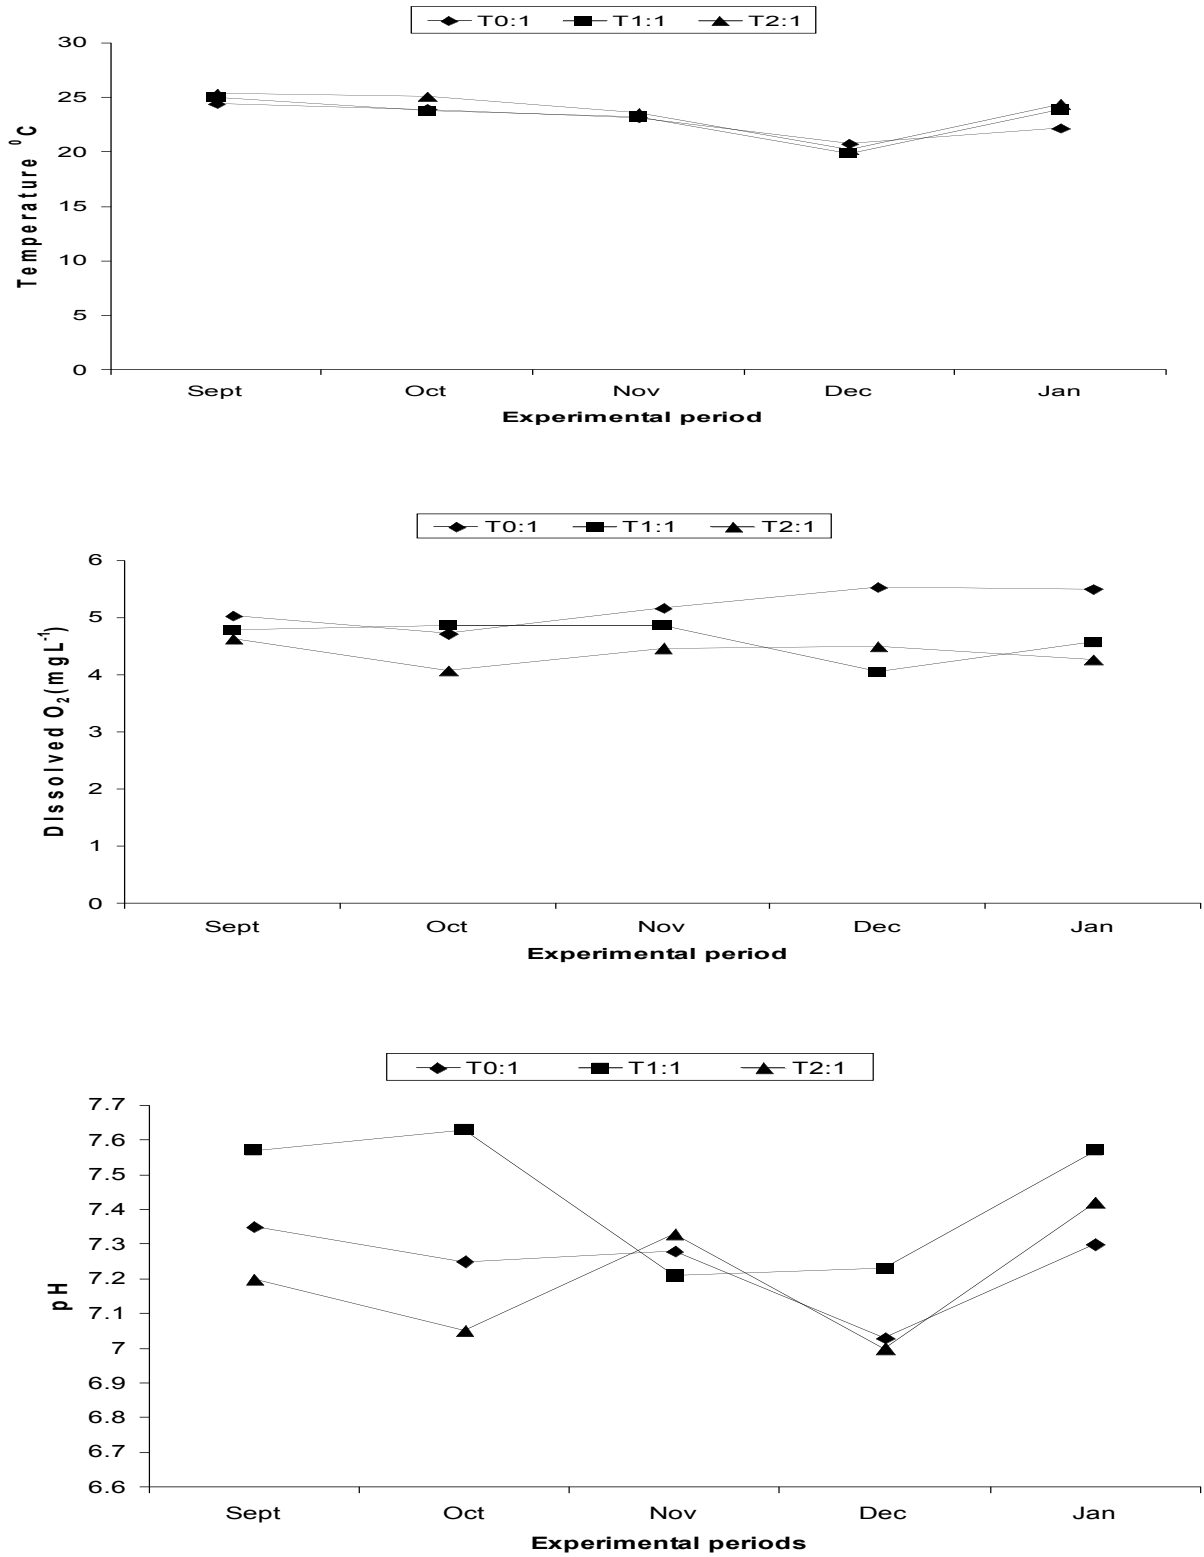 T0:1 T1:1 T2:1
30
25
20
15
10
5
0
Temperature ⁰C
Sept Oct Nov Dec Jan
Experimental period
T0:1 T1:1 T2:1
6
5
4
3
2
1
0
DIssolved O₂(mgL⁻¹)
Sept Oct Nov Dec Jan
Experimental period
T0:1 T1:1 T2:1
7.7
7.6
7.5
7.4
7.3
7.2
7.1
7
6.9
6.8
6.7
6.6
pH
Sept Oct Nov Dec Jan
Experimental periods